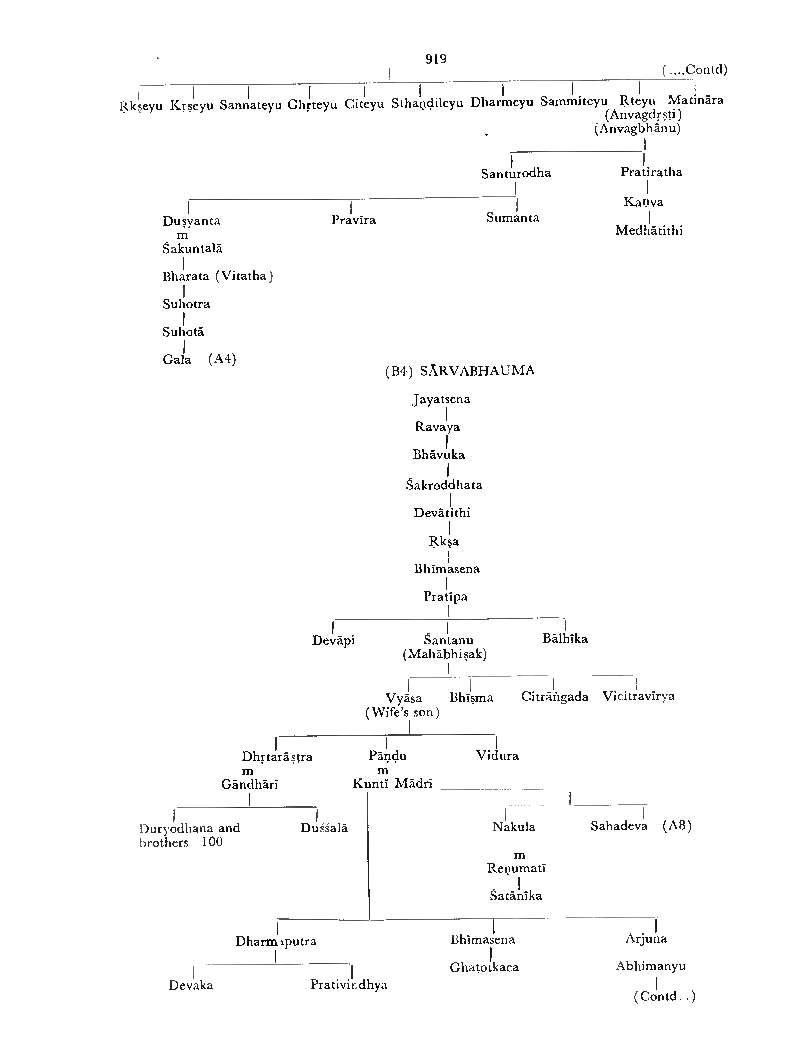 919
(....Contd)
Ṛkṣeyu Kṛṣeyu Sannateyu Ghṛteyu Citeyu Sthaṇḍileyu Dharmeyu Sammiteyu Ṛteyu Matināra
(Anvagdṛṣti)
(Anvagbhānu)
Santurodha Pratiratha
Kaṇva
Duṣyanta Pravīra Sumanta
Medhātithi
m
Śakuntalā
Bharata (Vitatha)
Suhotra
Suhotā
Gala (A4)
(B4) SĀRVABHAUMA
Jayatsena
Ravaya
Bhāvuka
Śakroddhata
Devātithi
Ṛkṣa
Bhīmasena
Pratīpa
Devāpi Śantanu Bālhīka
(Mahābhiṣak)
Vyāsa Bhīṣma Citrāṅgada Vicitravīrya
(Wife's son)
Dhṛtarāṣṭra Pāṇḍu Vidura
m m
Gāndhārī Kuntī Mādrī
Duryodhana and Duśśalā Nakula Sahadeva (A8)
brothers 100
m
Reṇumatī
Śatānīka
Dharmaputra Bhīmasena Arjuna
Ghatotkaca Abhimanyu
Devaka Prativindhya
(Contd..)